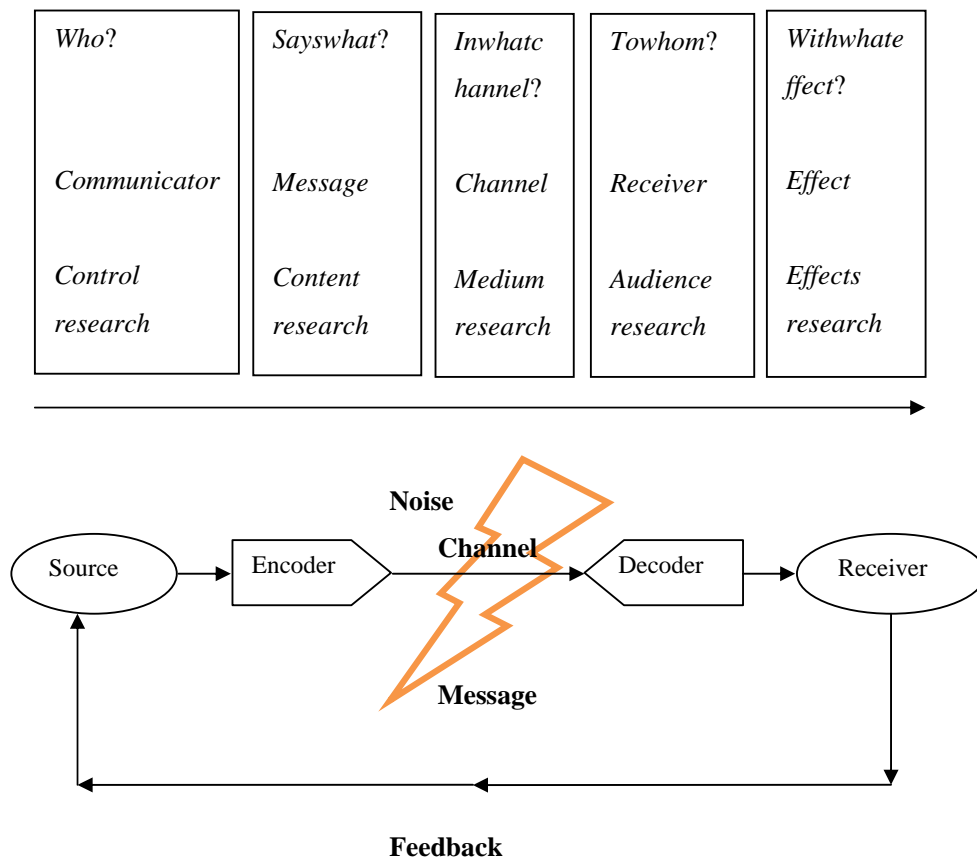 Who?
Sayswhat?
Inwhatc
hannel?
Towhom?
Withwhate
ffect?
Communicator
Message
Channel
Receiver
Effect
Control
research
Content
research
Medium
research
Audience
research
Effects
research
Noise
Channel
Source
Encoder
Decoder
Receiver
Message
Feedback